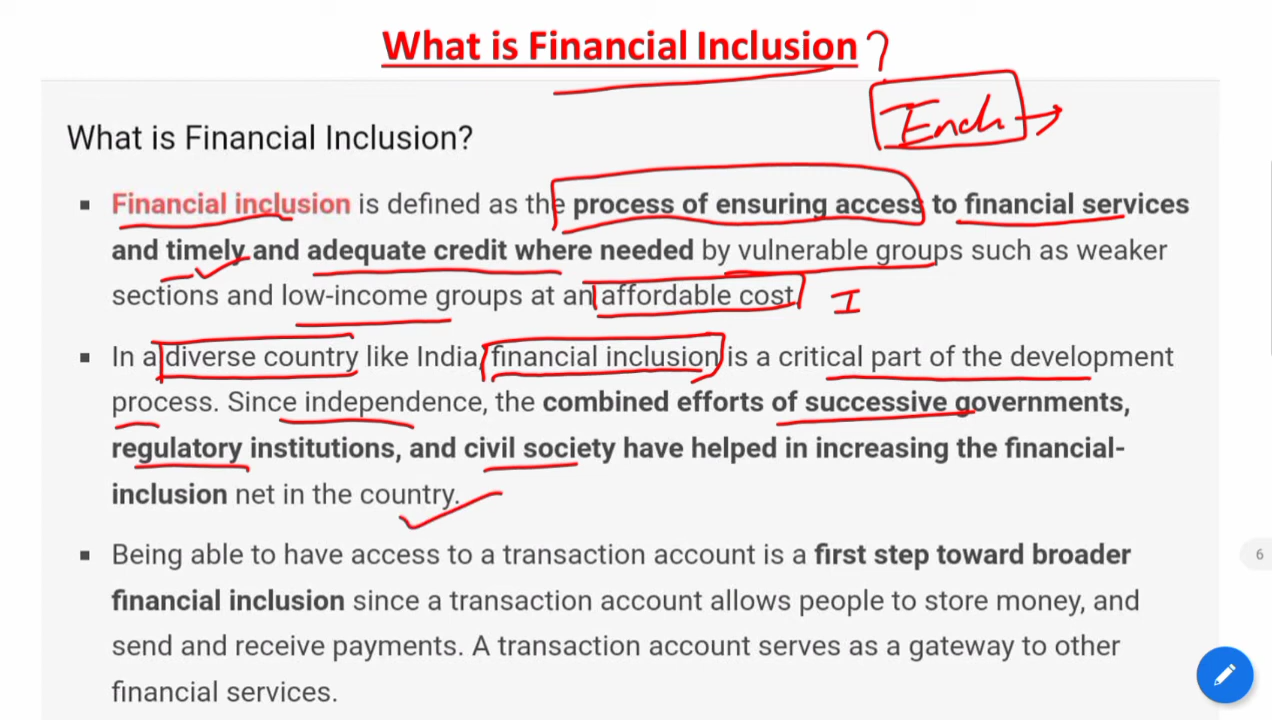 What is Financial Inclusion?
What is Financial Inclusion?
▪ Financial inclusion is defined as the process of ensuring access to financial services
and timely and adequate credit where needed by vulnerable groups such as weaker
sections and low-income groups at an affordable cost I
▪ In a diverse country like India, financial inclusion is a critical part of the development
process. Since independence, the combined efforts of successive governments,
regulatory institutions, and civil society have helped in increasing the financial-
inclusion net in the country.
▪ Being able to have access to a transaction account is a first step toward broader
financial inclusion since a transaction account allows people to store money, and
send and receive payments. A transaction account serves as a gateway to other
financial services.
6